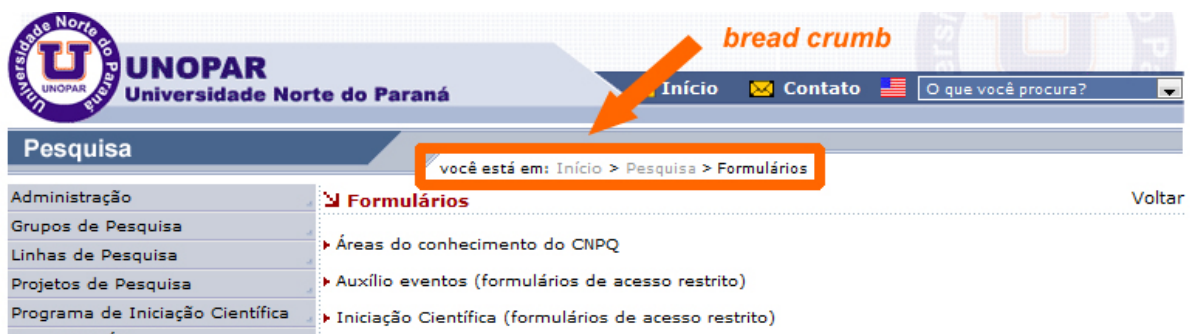 Universidade Norte do Paraná
UNOPAR
UNOPAR
Universidade Norte do Paraná
bread crumb
Início
Contato
O que você procura?
Pesquisa
você está em: Início > Pesquisa > Formulários
Administração
Grupos de Pesquisa
Linhas de Pesquisa
Projetos de Pesquisa
Programa de Iniciação Científica
Formulários
Voltar
Áreas do conhecimento do CNPQ
Auxílio eventos (formulários de acesso restrito)
Iniciação Científica (formulários de acesso restrito)